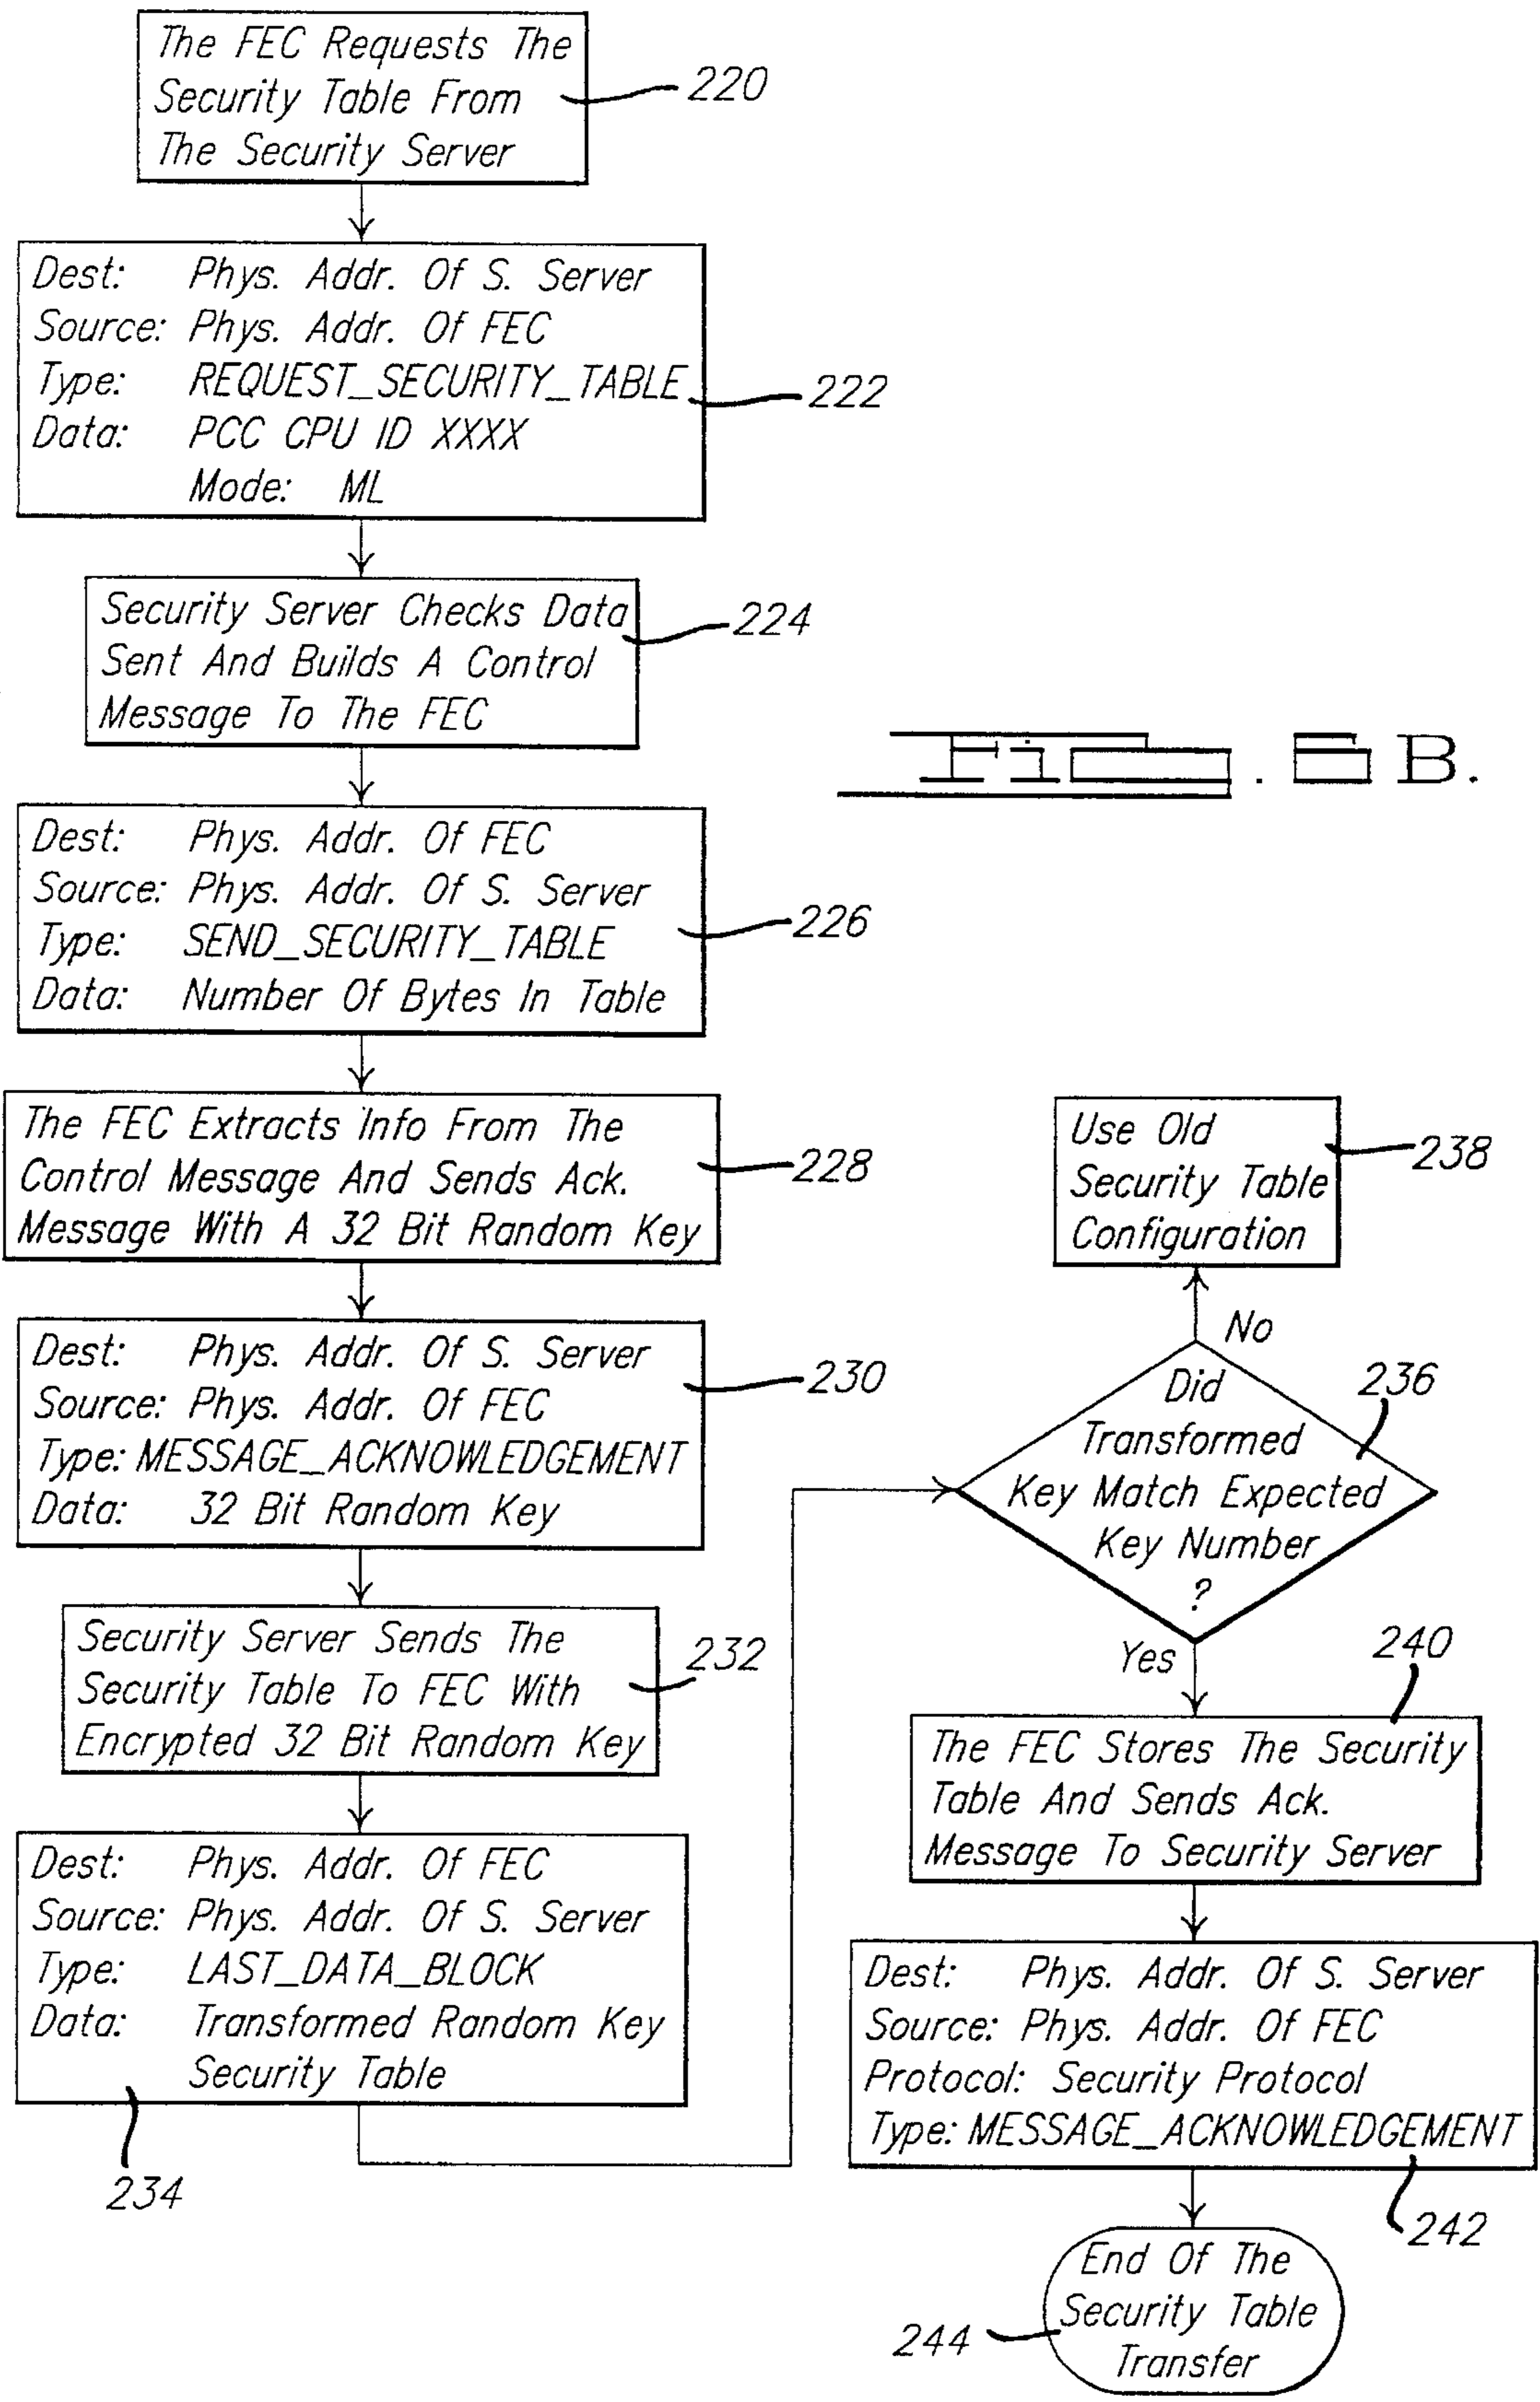 The FEC Requests The
Security Table From
The Security Server
220
Dest: Phys. Addr. Of S. Server
Source: Phys. Addr. Of FEC
Type: REQUEST_SECURITY_TABLE
Data: PCC CPU ID XXXX
Mode: ML
222
Security Server Checks Data
Sent And Builds A Control
Message To The FEC
224
Dest: Phys. Addr. Of FEC
Source: Phys. Addr. Of S. Server
Type: SEND_SECURITY_TABLE
Data: Number Of Bytes In Table
226
The FEC Extracts Info From The
Control Message And Sends Ack.
Message With A 32 Bit Random Key
228
Dest: Phys. Addr. Of S. Server
Source: Phys. Addr. Of FEC
Type: MESSAGE_ACKNOWLEDGEMENT
Data: 32 Bit Random Key
230
Security Server Sends The
Security Table To FEC With
Encrypted 32 Bit Random Key
232
Dest: Phys. Addr. Of FEC
Source: Phys. Addr. Of S. Server
Type: LAST_DATA_BLOCK
Data: Transformed Random Key
Security Table
234
B.
Use Old
Security Table
Configuration
238
No
Did
Transformed
Key Match Expected
Key Number
?
236
Yes
The FEC Stores The Security
Table And Sends Ack.
Message To Security Server
240
Dest: Phys. Addr. Of S. Server
Source: Phys. Addr. Of FEC
Protocol: Security Protocol
Type: MESSAGE_ACKNOWLEDGEMENT
242
End Of The
Security Table
Transfer
244